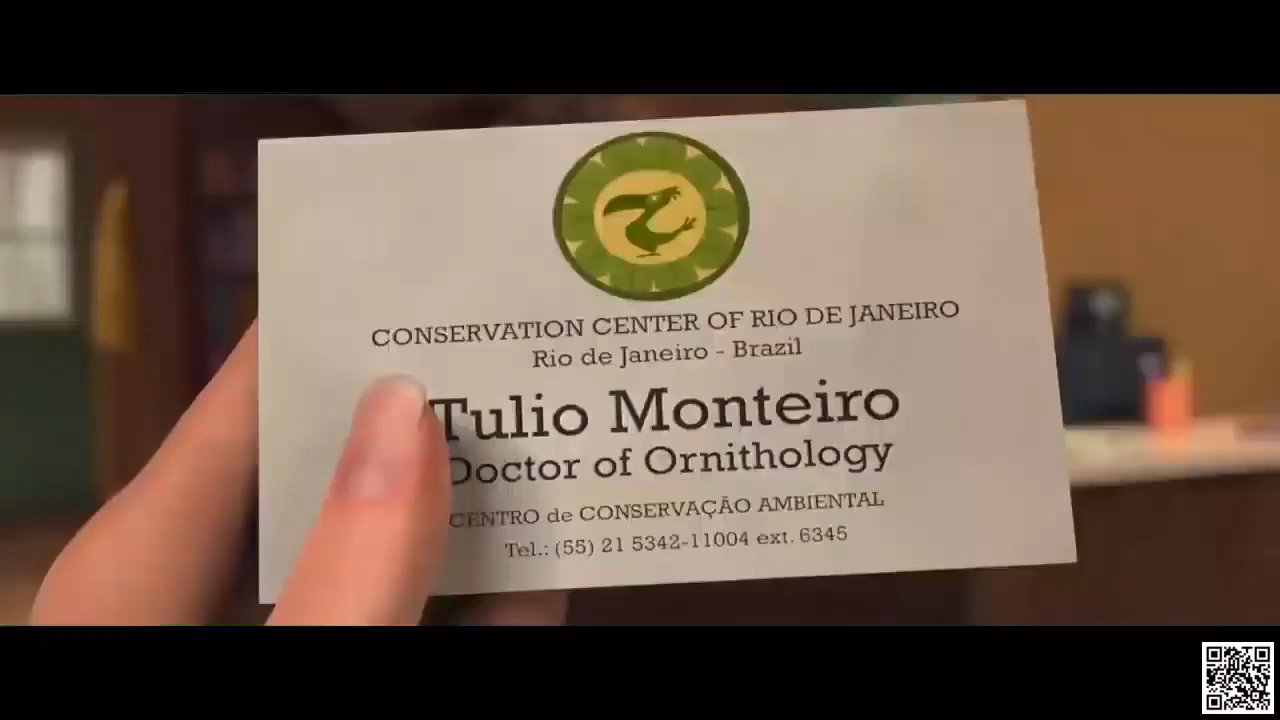 CONSERVATION CENTER OF RIO DE JANEIRO
Rio de Janeiro - Brazil
Tulio Monteiro
Doctor of Ornithology
CENTRO de CONSERVAÇÃO AMBIENTAL
Tel.: (55) 21 5342-11004 ext. 6345